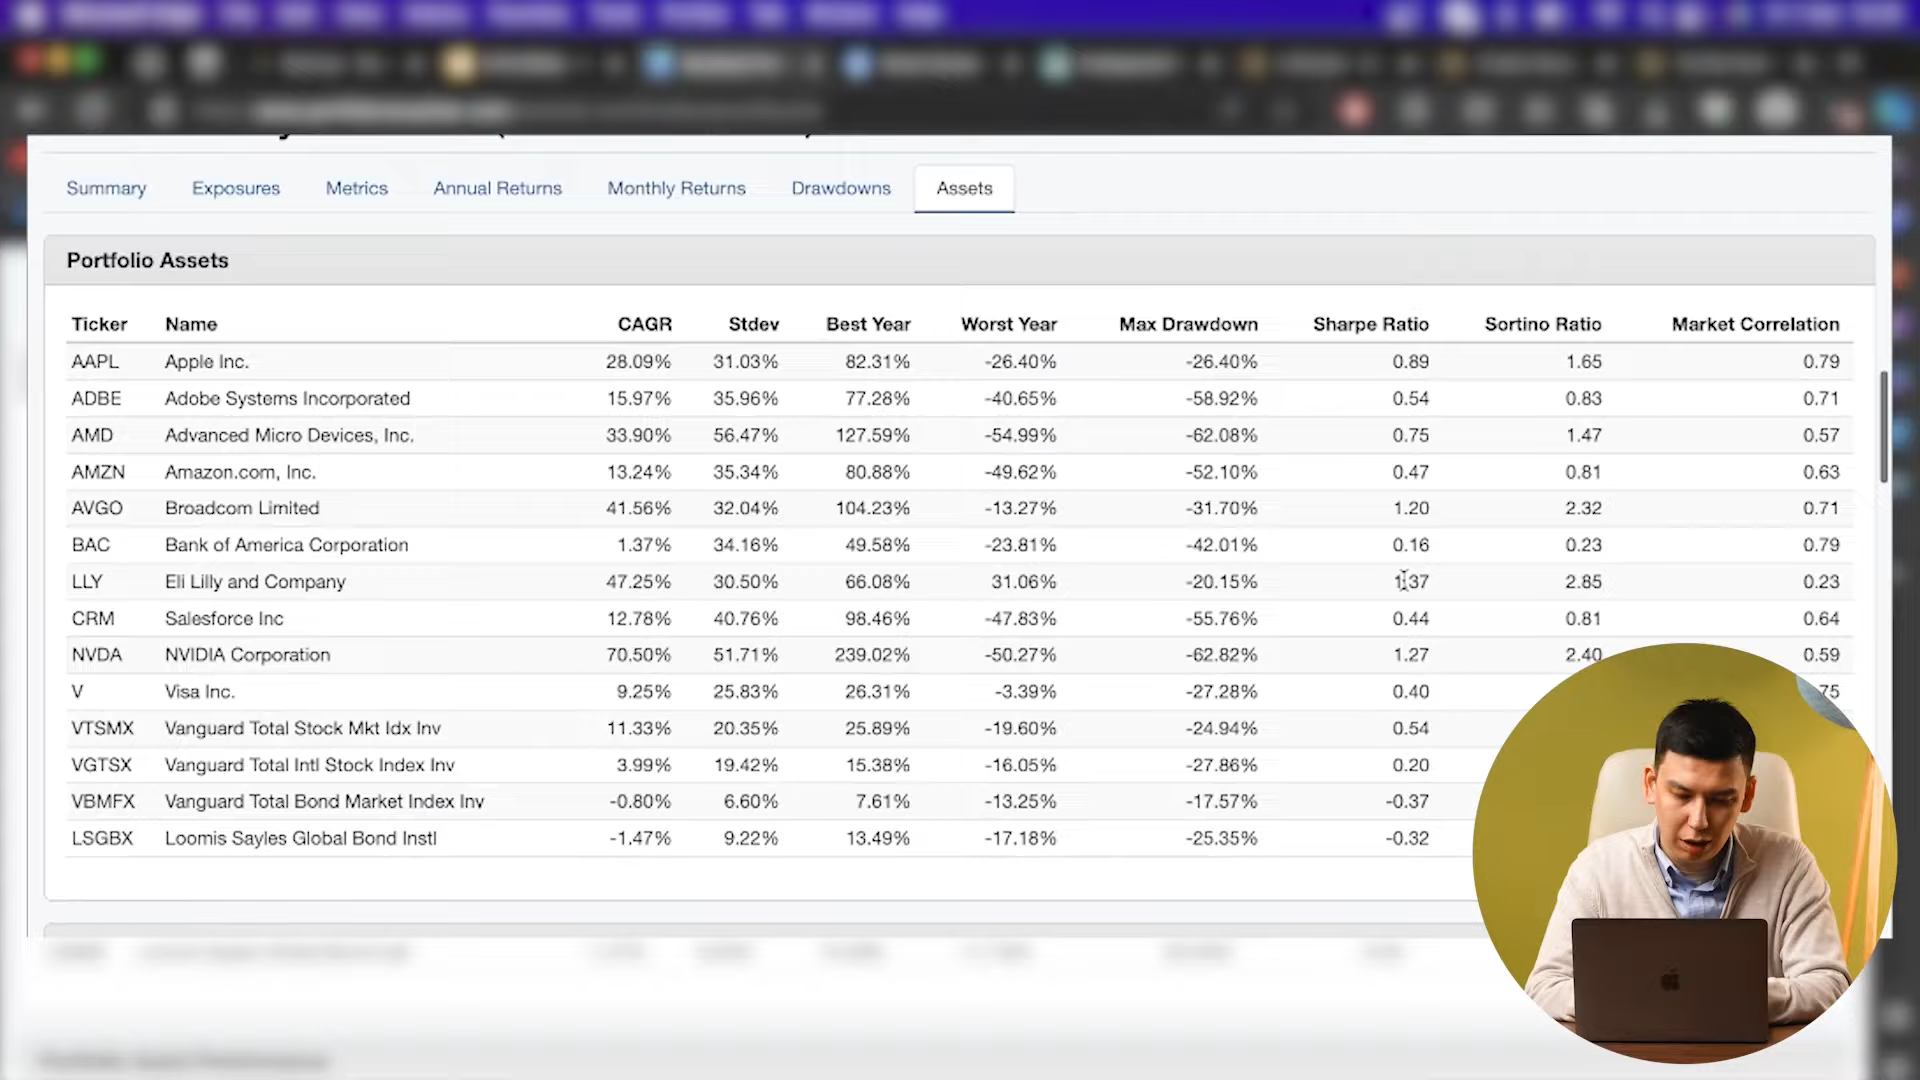 Summary Exposures Metrics Annual Returns Monthly Returns Drawdowns Assets
Portfolio Assets
Ticker Name CAGR Stdev Best Year Worst Year Max Drawdown Sharpe Ratio Sortino Ratio Market Correlation
AAPL Apple Inc. 28.09% 31.03% 82.31% -26.40% -26.40% 0.89 1.65 0.79
ADBE Adobe Systems Incorporated 15.97% 35.96% 77.28% -40.65% -58.92% 0.54 0.83 0.71
AMD Advanced Micro Devices, Inc. 33.90% 56.47% 127.59% -54.99% -62.08% 0.75 1.47 0.57
AMZN Amazon.com, Inc. 13.24% 35.34% 80.88% -49.62% -52.10% 0.47 0.81 0.63
AVGO Broadcom Limited 41.56% 32.04% 104.23% -13.27% -31.70% 1.20 2.32 0.71
BAC Bank of America Corporation 1.37% 34.16% 49.58% -23.81% -42.01% 0.16 0.23 0.79
LLY Eli Lilly and Company 47.25% 30.50% 66.08% 31.06% -20.15% 1.37 2.85 0.23
CRM Salesforce Inc 12.78% 40.76% 98.46% -47.83% -55.76% 0.44 0.81 0.64
NVDA NVIDIA Corporation 70.50% 51.71% 239.02% -50.27% -62.82% 1.27 2.40 0.59
V Visa Inc. 9.25% 25.83% 26.31% -3.39% -27.28% 0.40 75
VTSMX Vanguard Total Stock Mkt Idx Inv 11.33% 20.35% 25.89% -19.60% -24.94% 0.54
VGTSX Vanguard Total Intl Stock Index Inv 3.99% 19.42% 15.38% -16.05% -27.86% 0.20
VBMFX Vanguard Total Bond Market Index Inv -0.80% 6.60% 7.61% -13.25% -17.57% -0.37
LSGBX Loomis Sayles Global Bond Instl -1.47% 9.22% 13.49% -17.18% -25.35% -0.32